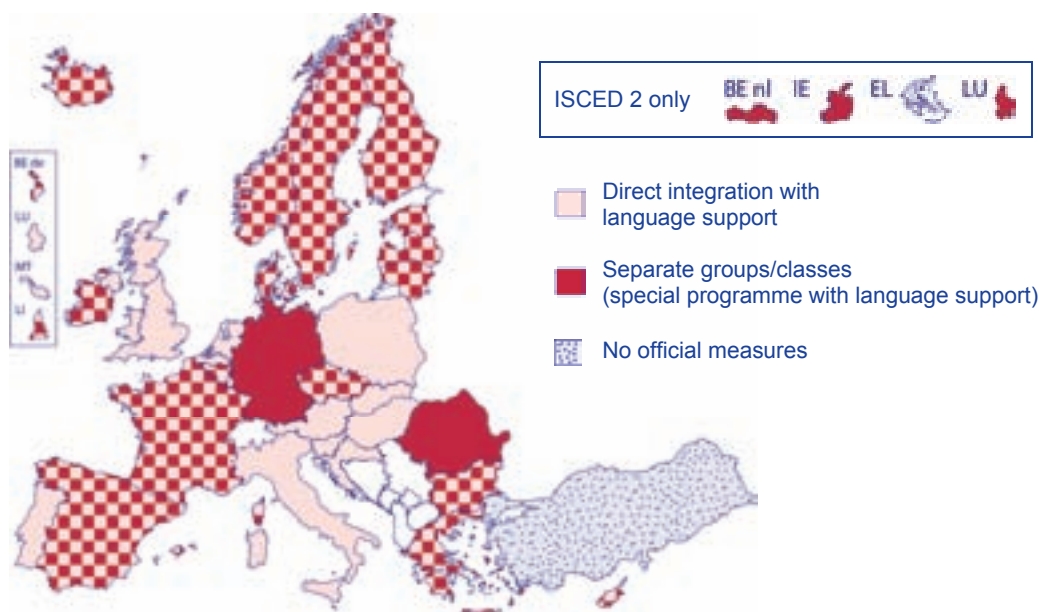 ISCED 2 only
BE nl IE EL LU
Direct integration with
language support
Separate groups/classes
(special programme with language support)
No official measures
BE de
LU
MT
LI